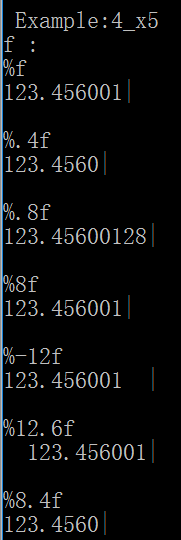 Example:4_x5
f :
%f
123.456001|

%.4f
123.4560|

%.8f
123.45600128|

%8f
123.456001|

%-12f
123.456001  |

%12.6f
  123.456001|

%8.4f
123.4560|